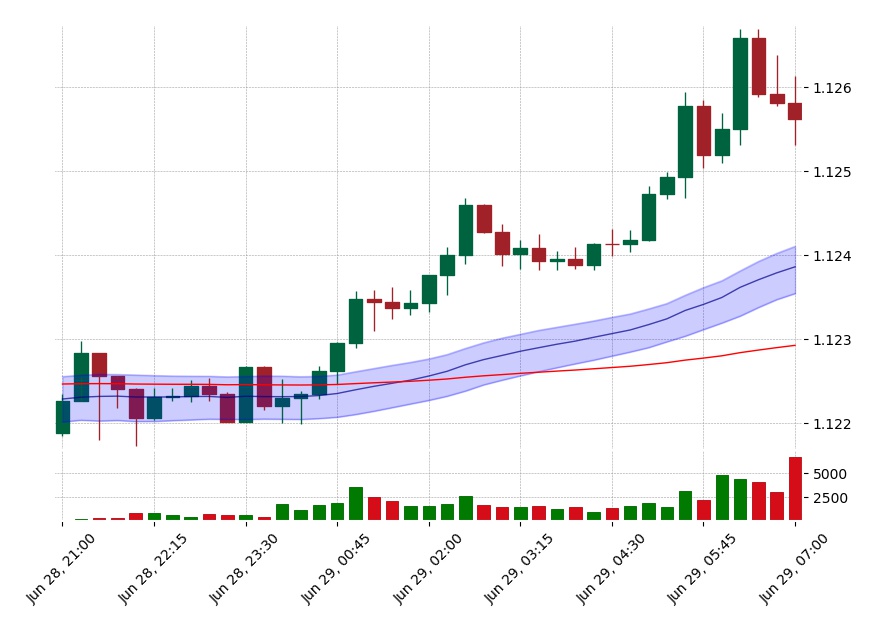 1.126
1.125
1.124
1.123
1.122
5000
2500
Jun 28, 21:00
Jun 28, 22:15
Jun 28, 23:30
Jun 29, 00:45
Jun 29, 02:00
Jun 29, 03:15
Jun 29, 04:30
Jun 29, 05:45
Jun 29, 07:00